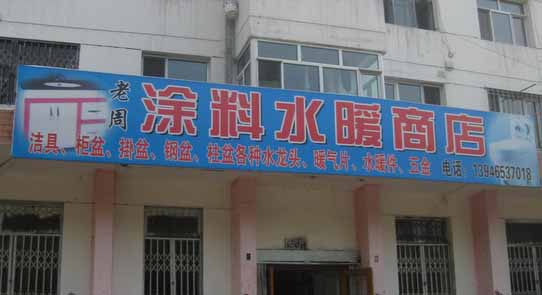 老周
涂料水暖商店
洁具、柜盆、掛盆、钢盆、柱盆各种水龙头、暖气片、水暖件、五金 电话 13946537018